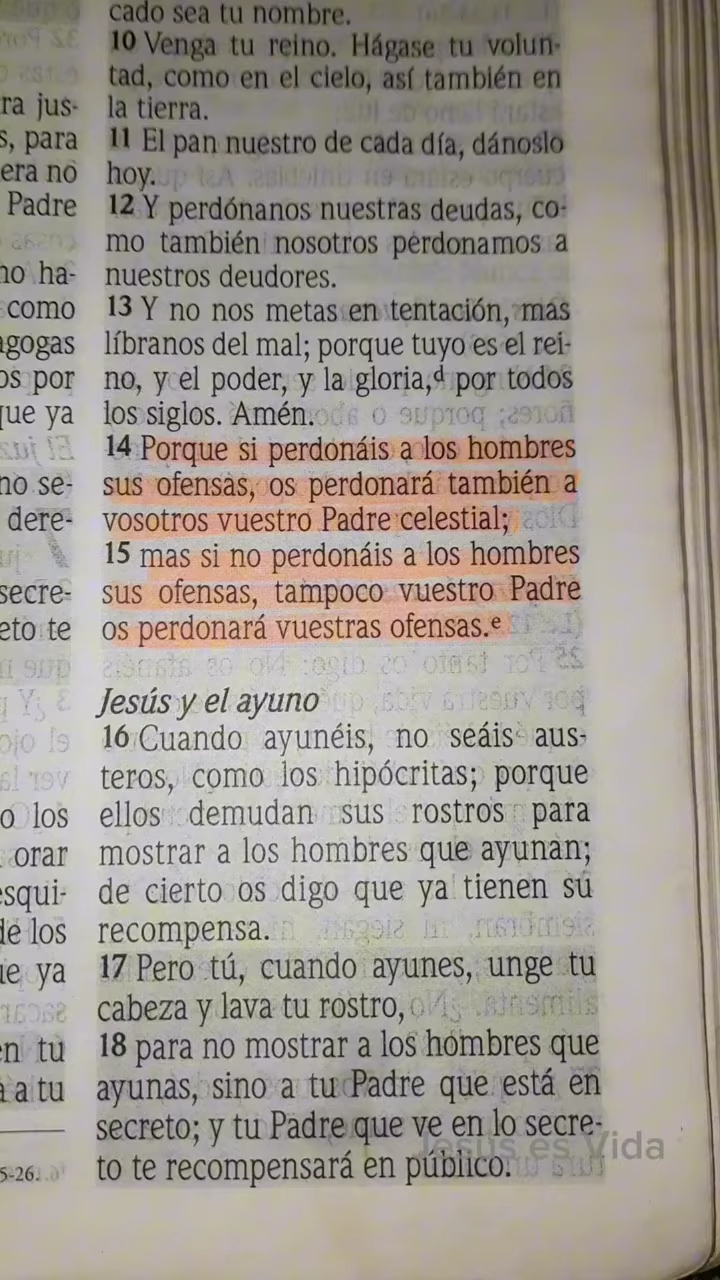 ra jus-
s, para
era no
Padre
no ha-
como
agogas
os por
que ya
no se-
dere-
secre-
eto te
o los
orar
esqui-
de los
ue ya
en tu
a a tu
5-26.
cado sea tu nombre.
10 Venga tu reino. Hágase tu volun-
tad, como en el cielo, así también en
la tierra.
11 El pan nuestro de cada día, dánoslo
hoy.
12 Y perdónanos nuestras deudas, co-
mo también nosotros perdonamos a
nuestros deudores.
13 Y no nos metas en tentación, mas
líbranos del mal; porque tuyo es el rei-
no, y el poder, y la gloria,d por todos
los siglos. Amén.
14 Porque si perdonáis a los hombres
sus ofensas, os perdonará también a
vosotros vuestro Padre celestial;
15 mas si no perdonáis a los hombres
sus ofensas, tampoco vuestro Padre
os perdonará vuestras ofensas.e
Jesús y el ayuno
16 Cuando ayunéis, no seáis aus-
teros, como los hipócritas; porque
ellos demudan sus rostros para
mostrar a los hombres que ayunan;
de cierto os digo que ya tienen su
recompensa.
17 Pero tú, cuando ayunes, unge tu
cabeza y lava tu rostro,
18 para no mostrar a los hombres que
ayunas, sino a tu Padre que está en
secreto; y tu Padre que ve en lo secre-
to te recompensará en público.
Jesús es Vida